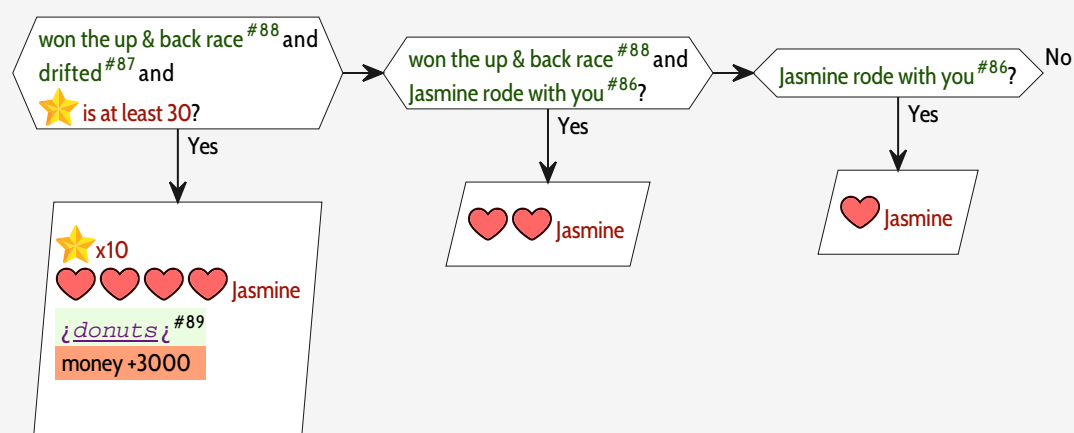 won the up & back race #88 and
drifted #87 and
is at least 30?
Yes
x10
Jasmine
¿donuts¿ #89
money +3000
won the up & back race #88 and
Jasmine rode with you #86?
Yes
Jasmine
Jasmine rode with you #86?
No
Yes
Jasmine